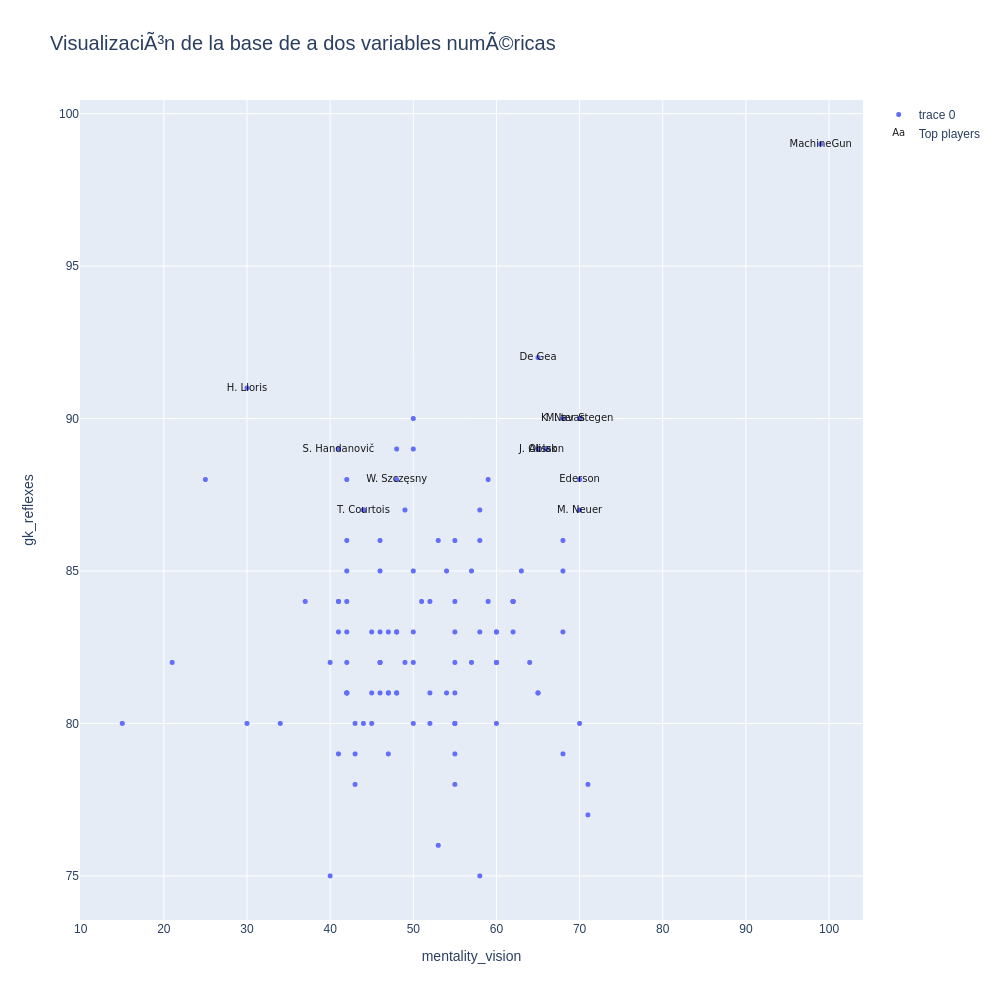 VisualizaciÃ³n de la base de a dos variables numÃ©ricas
trace 0
Aa Top players
100
95
90
85
80
75
gk_reflexes
MachineGun
De Gea
H. Lloris
S. Handanovič
J. Oblak
W. Szczęsny
Ederson
T. Courtois
M. Neuer
10 20 30 40 50 60 70 80 90 100
mentality_vision